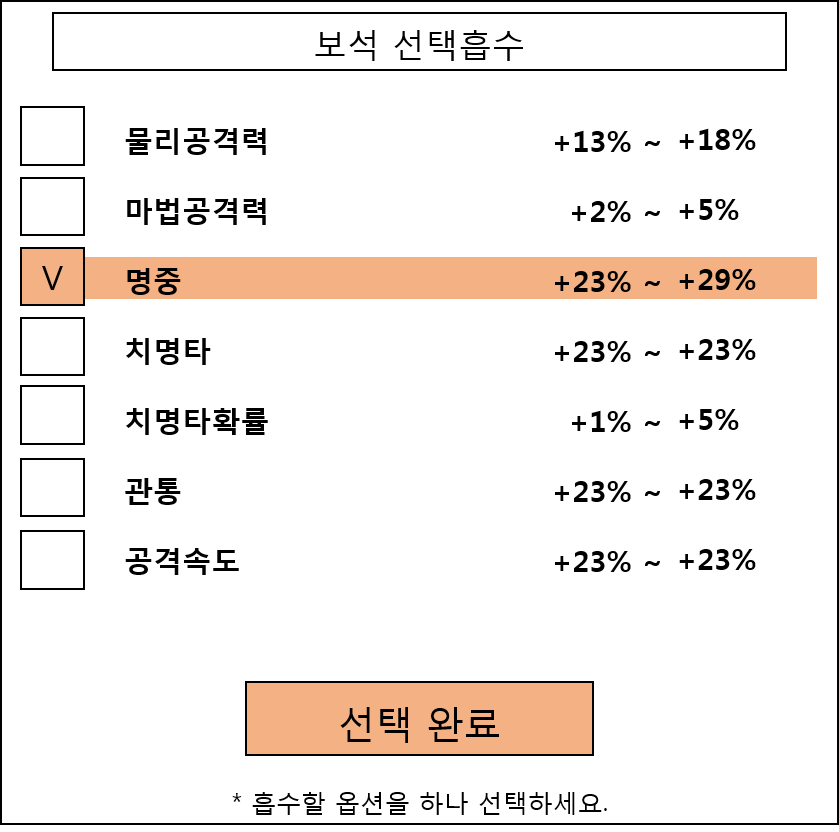 보석 선택흡수
물리공격력 +13% ~ +18%
마법공격력 +2% ~ +5%
V 명중 +23% ~ +29%
치명타 +23% ~ +23%
치명타확률 +1% ~ +5%
관통 +23% ~ +23%
공격속도 +23% ~ +23%
선택 완료
* 흡수할 옵션을 하나 선택하세요.